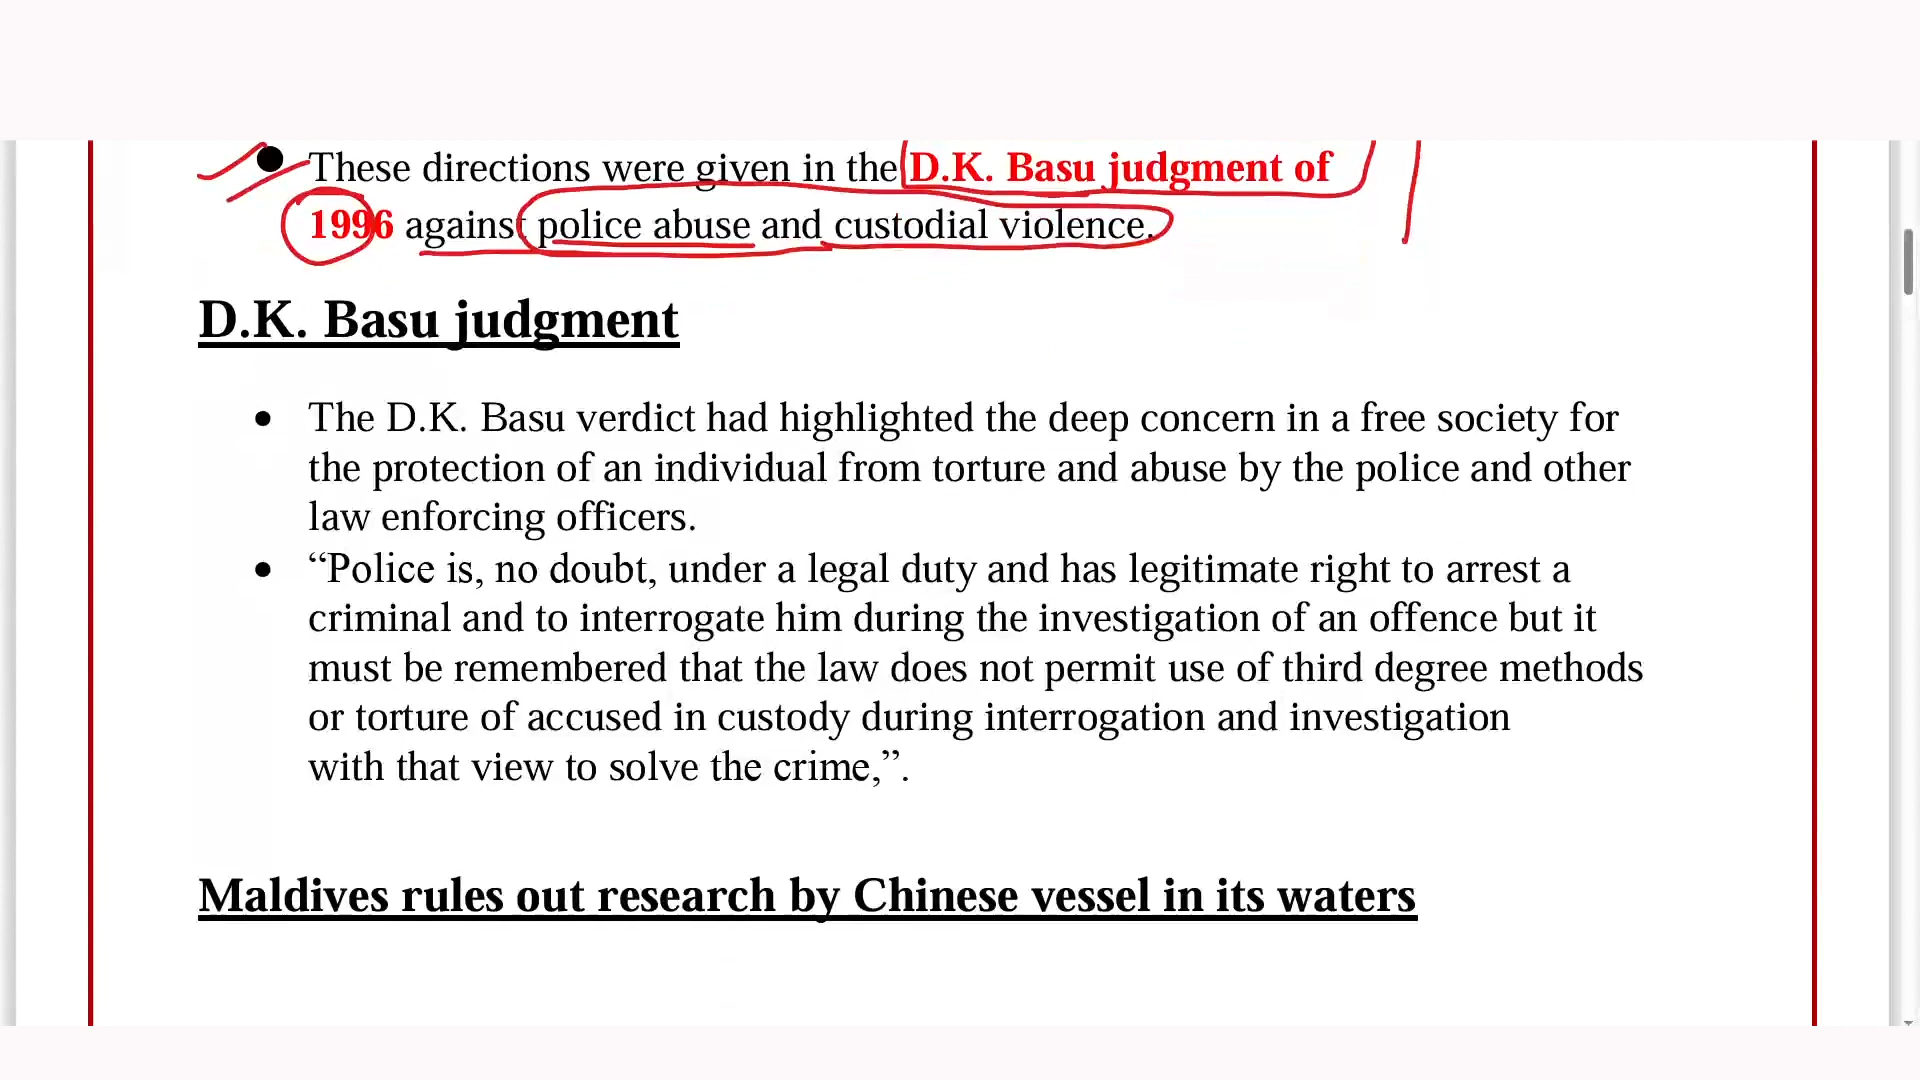 These directions were given in the D.K. Basu judgment of
1996 against police abuse and custodial violence.
D.K. Basu judgment
• The D.K. Basu verdict had highlighted the deep concern in a free society for
the protection of an individual from torture and abuse by the police and other
law enforcing officers.
• “Police is, no doubt, under a legal duty and has legitimate right to arrest a
criminal and to interrogate him during the investigation of an offence but it
must be remembered that the law does not permit use of third degree methods
or torture of accused in custody during interrogation and investigation
with that view to solve the crime,”.
Maldives rules out research by Chinese vessel in its waters